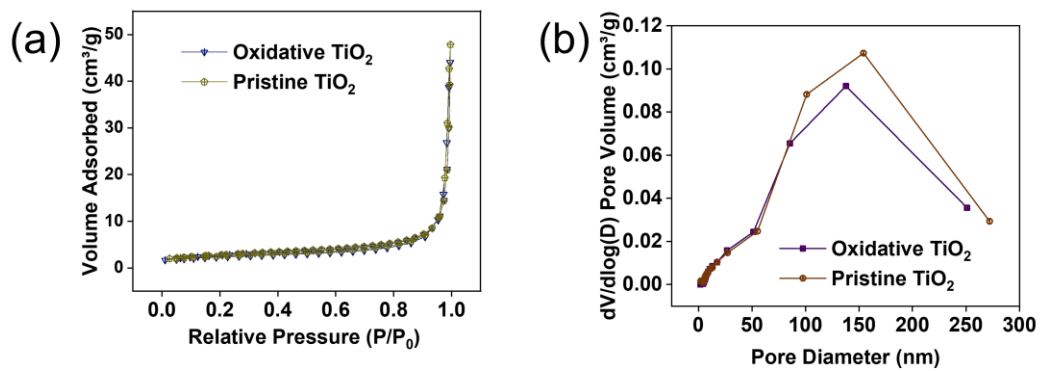 (a)
Volume Adsorbed (cm³/g)
50
40
30
20
10
0
Oxidative TiO₂
Pristine TiO₂
0.0 0.2 0.4 0.6 0.8 1.0
Relative Pressure (P/P₀)
(b)
dV/dlog(D) Pore Volume (cm³/g)
0.12
0.10
0.08
0.06
0.04
0.02
0.00
Oxidative TiO₂
Pristine TiO₂
0 50 100 150 200 250 300
Pore Diameter (nm)